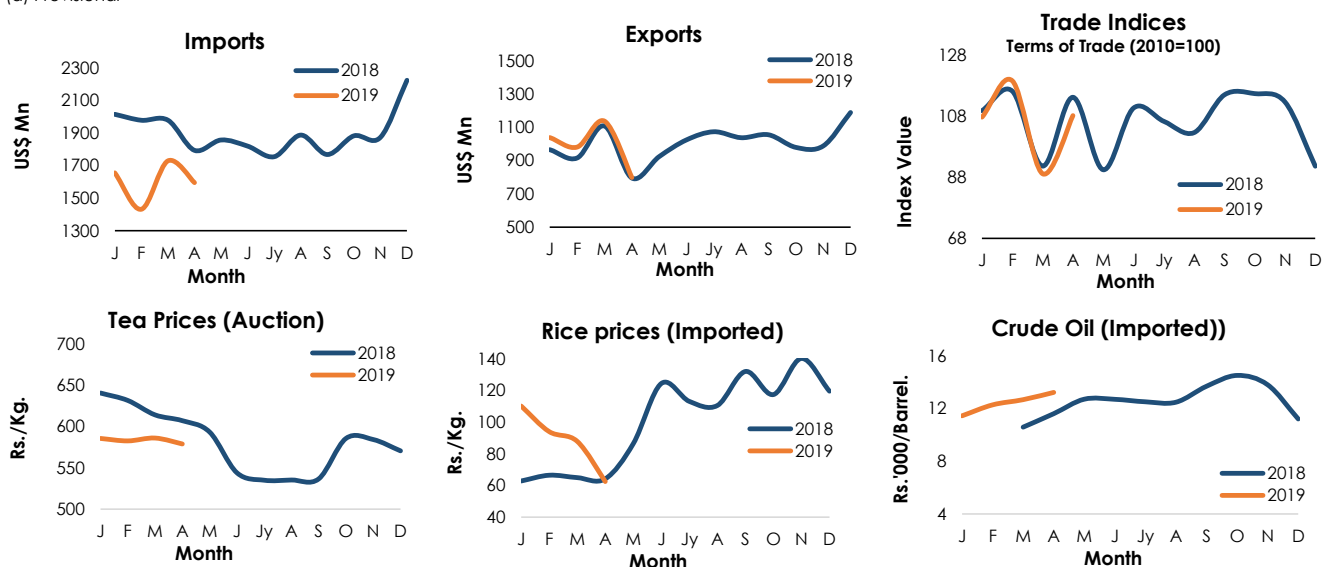 Imports
US$ Mn
2300
2100
1900
1700
1500
1300
2018
2019
J F M A M J Jy A S O N D
Month
Exports
US$ Mn
1500
1300
1100
900
700
500
2018
2019
J F M A M J Jy A S O N D
Month
Trade Indices
Terms of Trade (2010=100)
Index Value
128
108
88
68
2018
2019
J F M A M J Jy A S O N D
Month
Tea Prices (Auction)
Rs./Kg.
700
650
600
550
500
2018
2019
J F M A M J Jy A S O N D
Month
Rice prices (Imported)
Rs./Kg.
140
120
100
80
60
40
2018
2019
J F M A M J Jy A S O N D
Month
Crude Oil (Imported))
Rs.'000/Barrel.
16
12
8
4
2018
2019
J F M A M J Jy A S O N D
Month